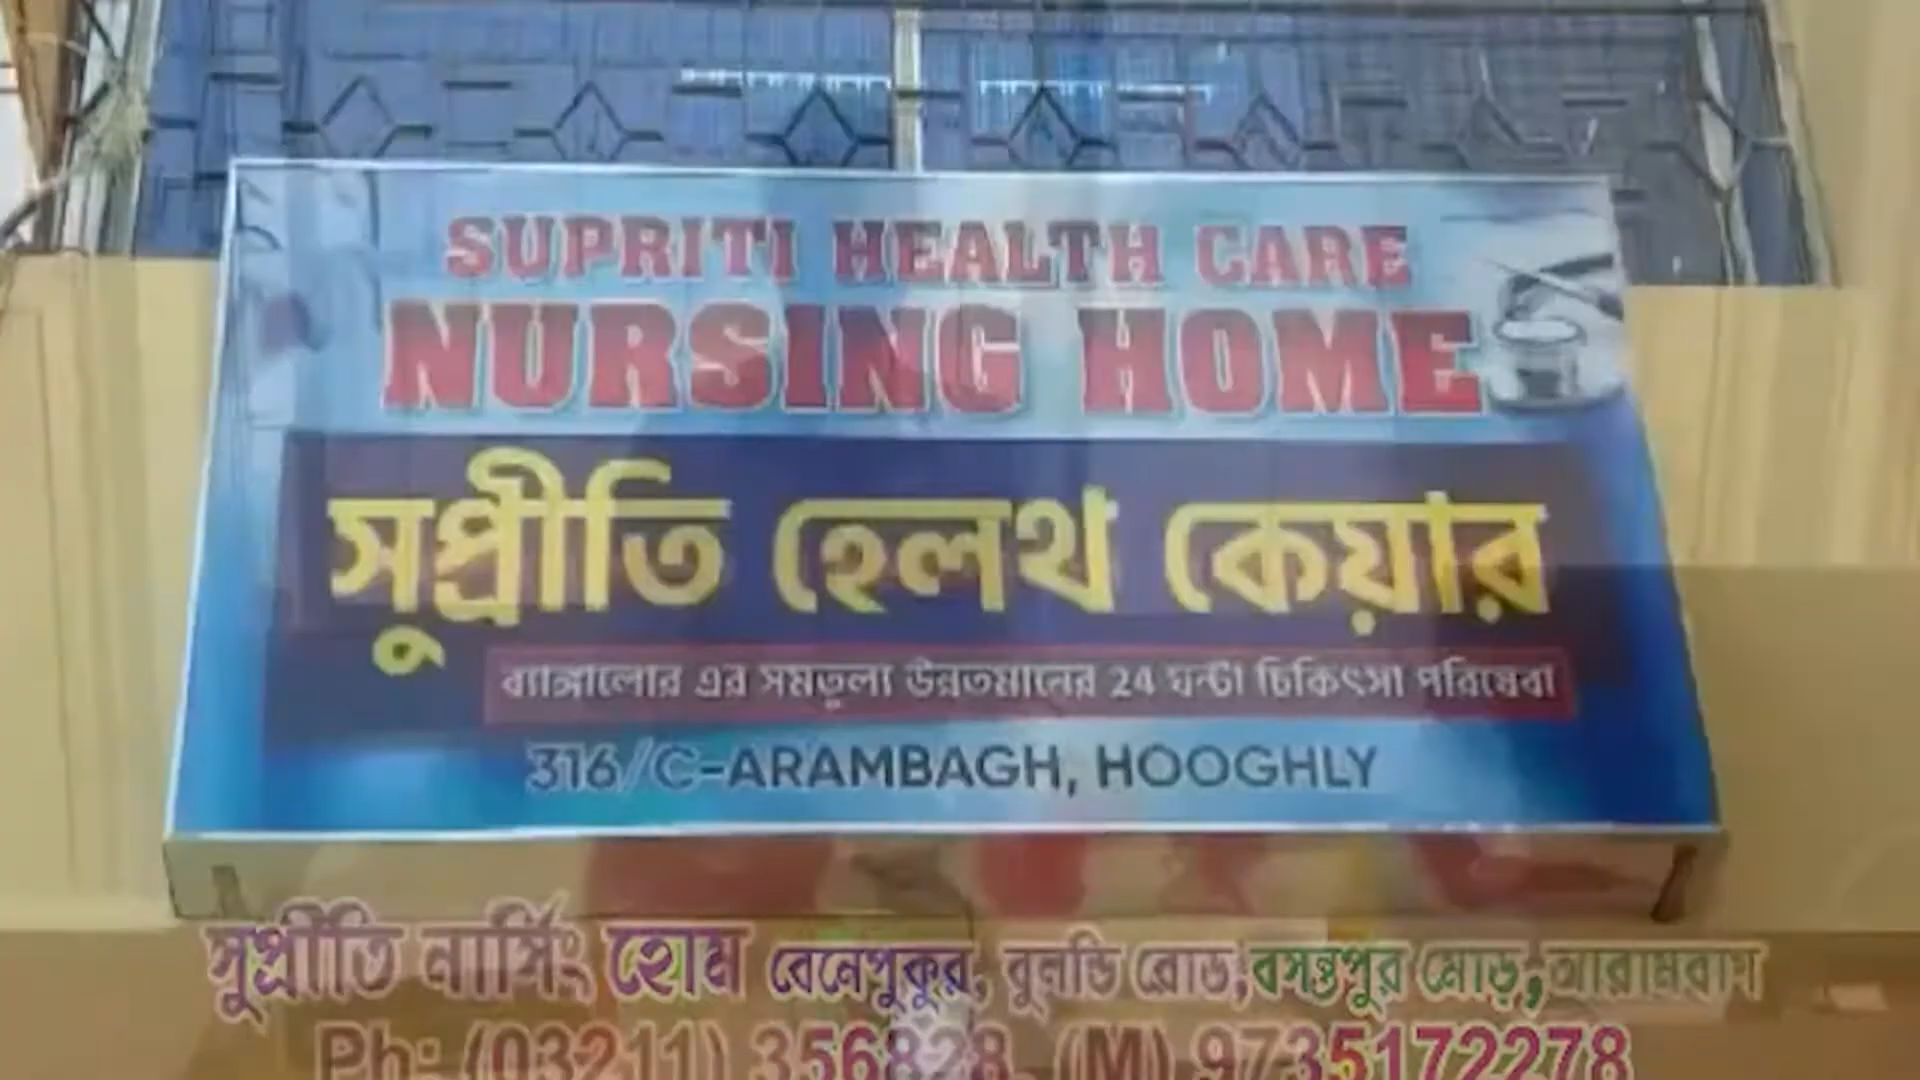 SUPRITI HEALTH CARE
NURSING HOME
সুপ্রীতি হেলথ কেয়ার
ব্যাঙ্গালোর এর সমতুল্য উন্নতমানের 24 ঘন্টা চিকিৎসা পরিষেবা
316/C-ARAMBAGH, HOOGHLY
সুপ্রীতি নার্সিং হোম বেনেপুকুর, বুলন্ডি রোড,বসন্তপুর মোড়,আরামবাগ
Ph: (03211) 356828, (M) 9735172278